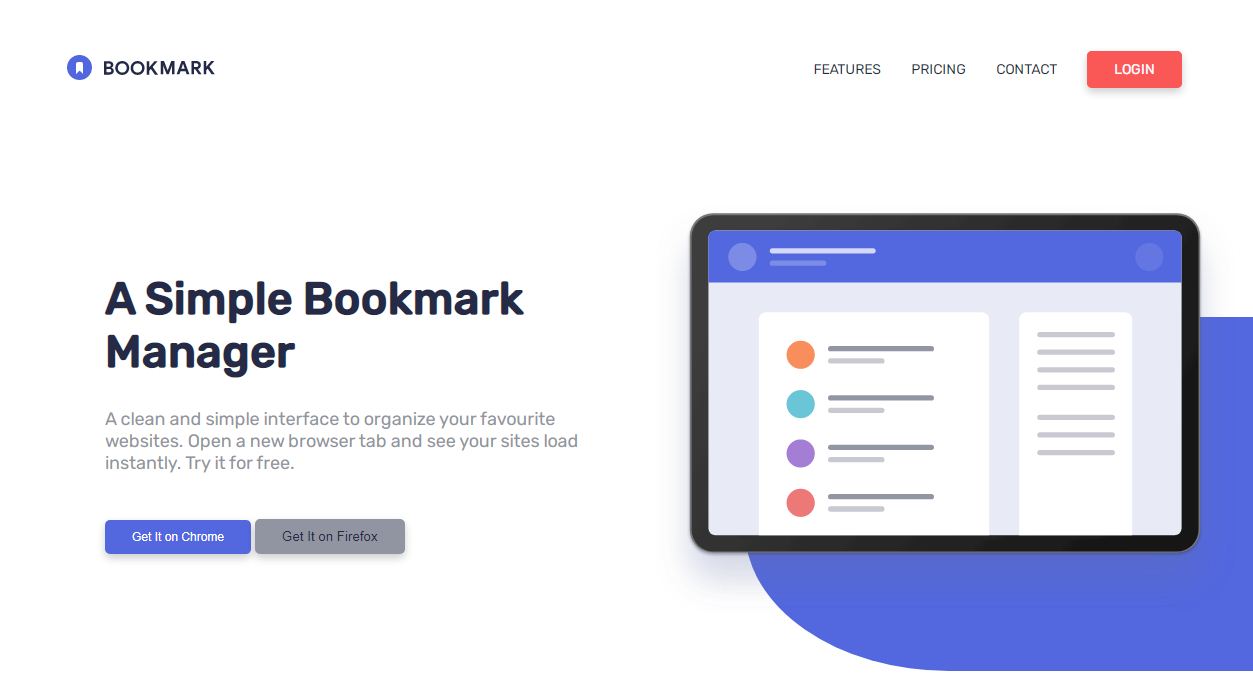 BOOKMARK
FEATURES PRICING CONTACT LOGIN
A Simple Bookmark
Manager
A clean and simple interface to organize your favourite
websites. Open a new browser tab and see your sites load
instantly. Try it for free.
Get It on Chrome Get It on Firefox